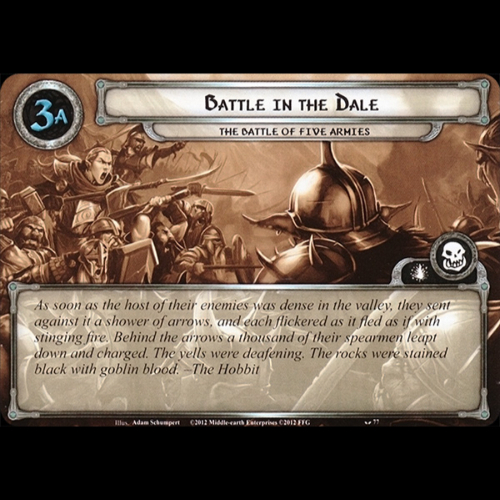 3A
BATTLE IN THE DALE
THE BATTLE OF FIVE ARMIES
As soon as the host of their enemies was dense in the valley, they sent
against it a shower of arrows, and each flickered as it fled as if with
stinging fire. Behind the arrows a thousand of their spearmen leapt
down and charged. The yells were deafening. The rocks were stained
black with goblin blood. –The Hobbit
Illus. Adam Schumpert ©2012 Middle-earth Enterprises ©2012 FFG 77